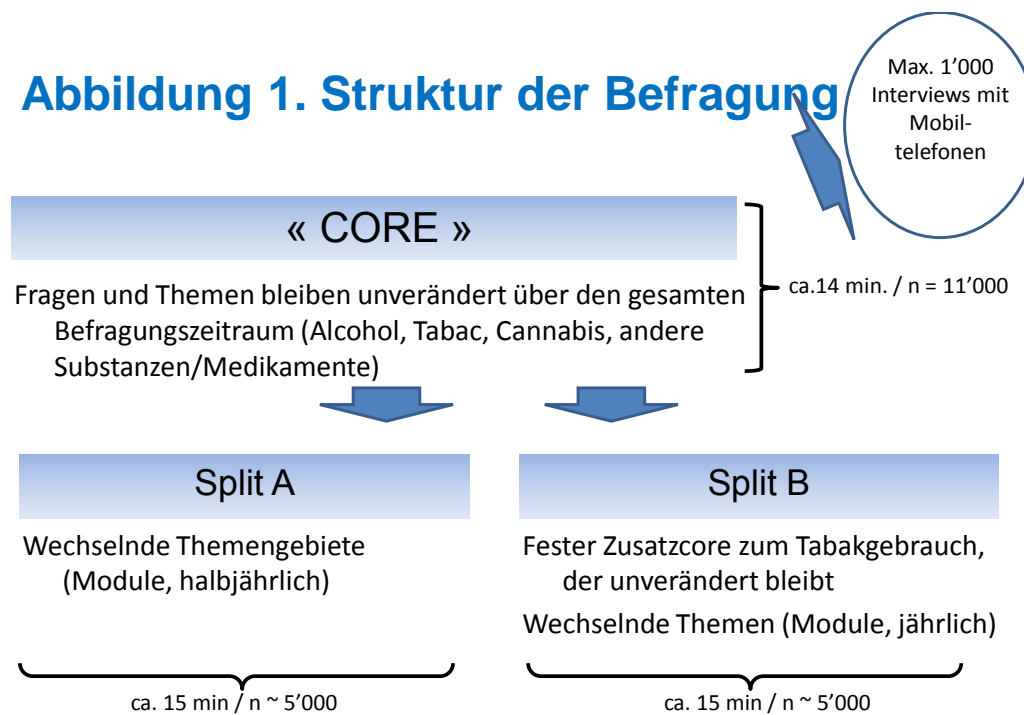 Abbildung 1. Struktur der Befragung
Max. 1’000
Interviews mit
Mobil-
telefonen
« CORE »
Fragen und Themen bleiben unverändert über den gesamten
Befragungszeitraum (Alcohol, Tabac, Cannabis, andere
Substanzen/Medikamente)
ca.14 min. / n = 11’000
Split A
Wechselnde Themengebiete
(Module, halbjährlich)
ca. 15 min / n ~ 5’000
Split B
Fester Zusatzcore zum Tabakgebrauch,
der unverändert bleibt
Wechselnde Themen (Module, jährlich)
ca. 15 min / n ~ 5’000